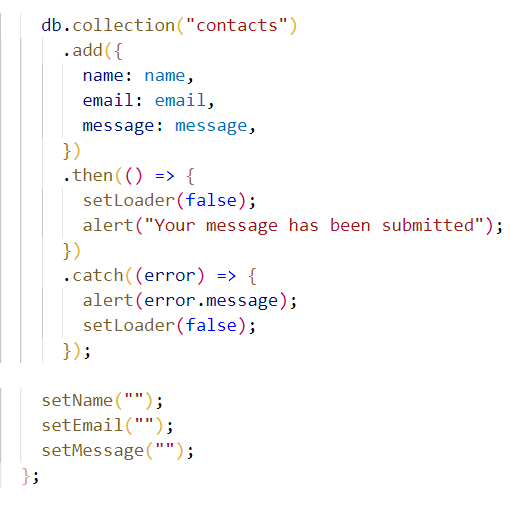 db.collection("contacts")
.add({
name: name,
email: email,
message: message,
})
.then(() => {
setLoader(false);
alert("Your message has been submitted");
})
.catch((error) => {
alert(error.message);
setLoader(false);
});
setName("");
setEmail("");
setMessage("");
};